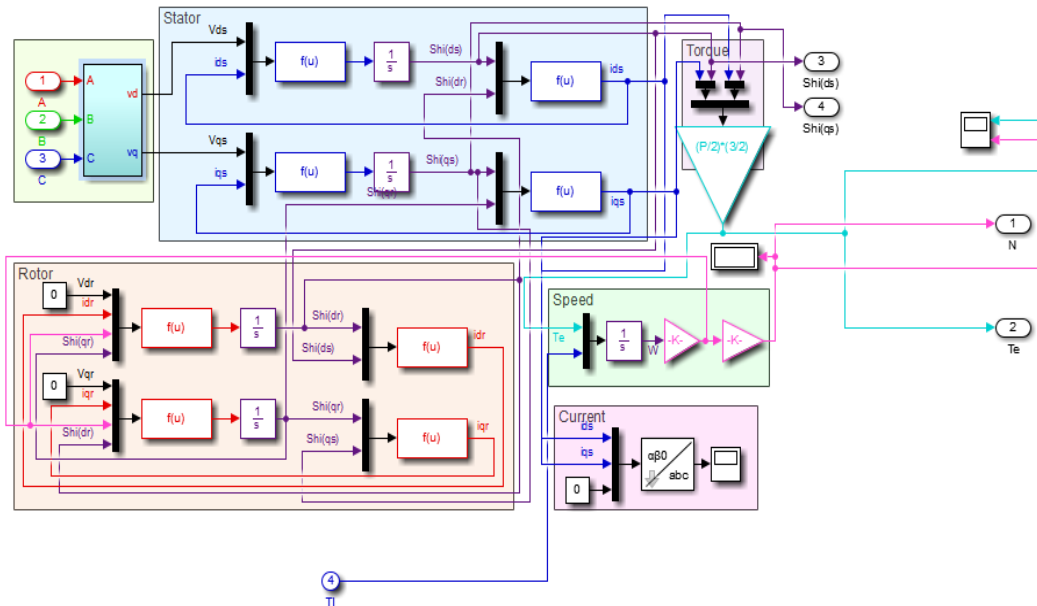 Stator
Vds
ids
f(u)
1
s
Shi(ds)
Shi(dr)
f(u)
ids
Torque
3
Shi(ds)
4
Shi(qs)
1
A
2
B
3
C
A
B
C
vd
vq
Vqs
iqs
f(u)
1
s
Shi(qs)
Shi(qr)
f(u)
iqs
(P/2)*(3/2)
1
N
2
Te
Rotor
0
Vdr
idr
Shi(qr)
f(u)
1
s
Shi(dr)
Shi(ds)
f(u)
idr
0
Vqr
iqr
Shi(dr)
f(u)
1
s
Shi(qr)
Shi(qs)
f(u)
iqr
Speed
Te
1
s
W
-K-
-K-
Current
ids
iqs
0
αβ0
abc
4
Tl